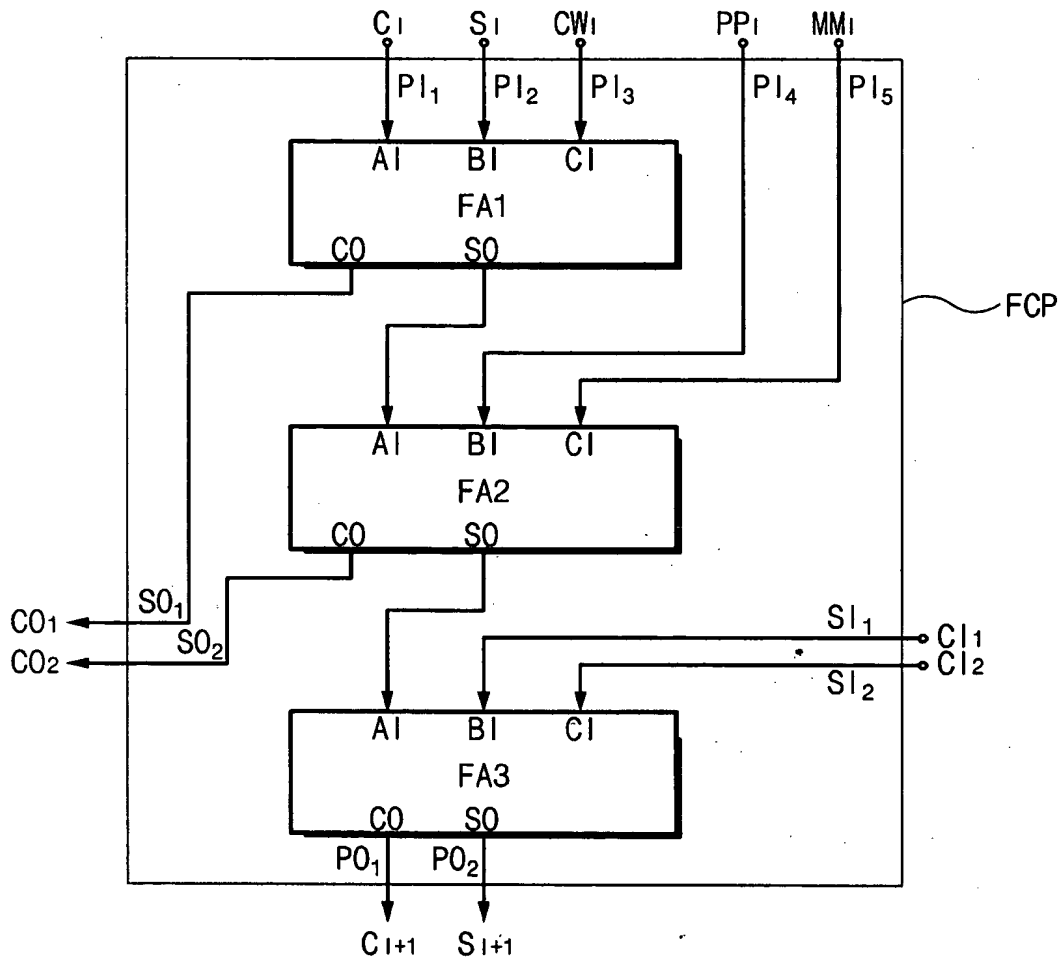 CI SI CWI PPI MMI
PI1 PI2 PI3 PI4 PI5
AI BI CI
FA1
CO SO
FCP
AI BI CI
FA2
CO SO
SO1
CO1
SO2
CO2
SI1
CI1
CI2
SI2
AI BI CI
FA3
CO SO
PO1 PO2
CI+1 SI+1